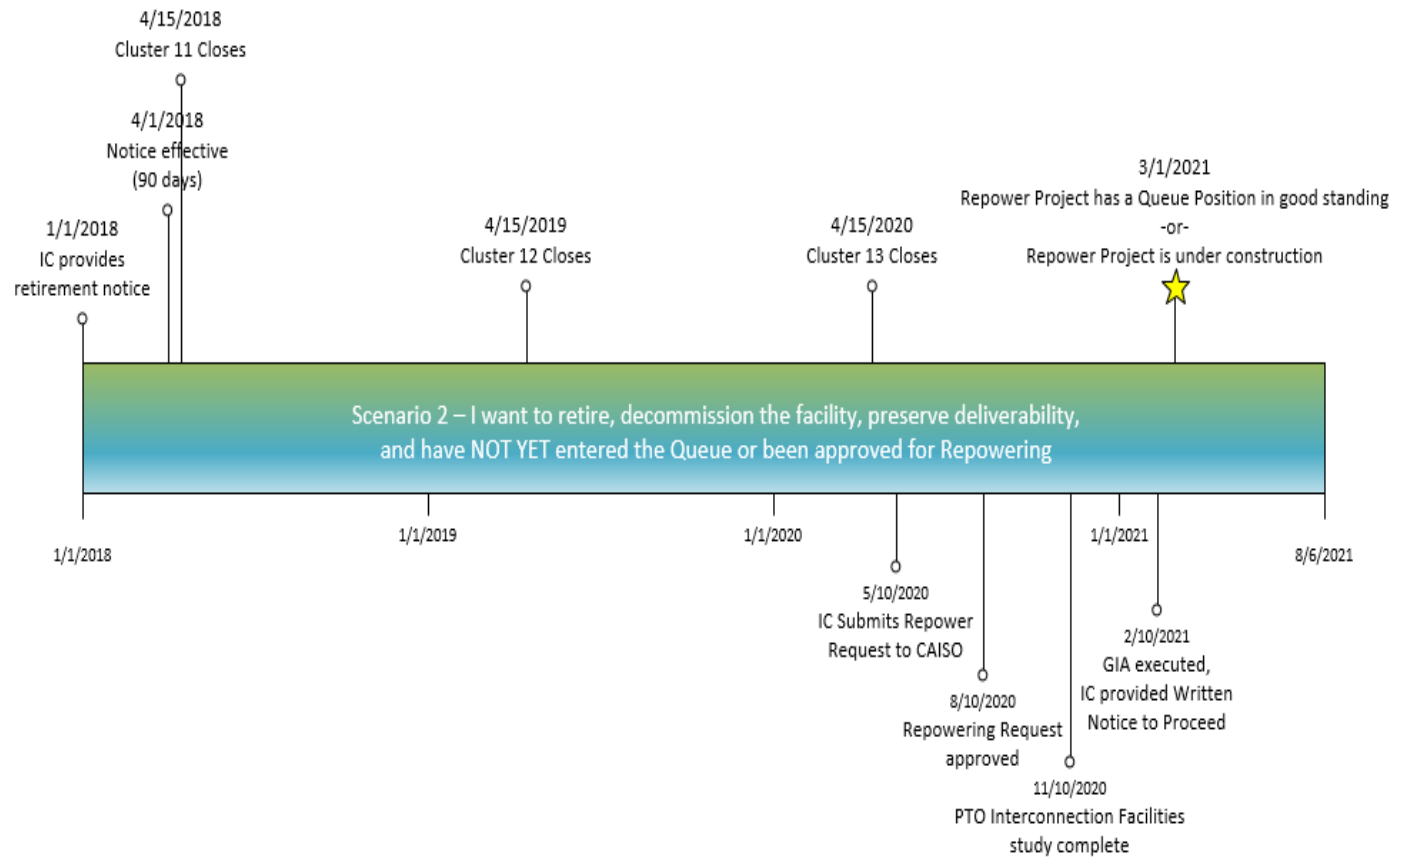 4/15/2018
Cluster 11 Closes
4/1/2018
Notice effective
(90 days)
1/1/2018
IC provides
retirement notice
4/15/2019
Cluster 12 Closes
4/15/2020
Cluster 13 Closes
3/1/2021
Repower Project has a Queue Position in good standing
-or-
Repower Project is under construction
Scenario 2 – I want to retire, decommission the facility, preserve deliverability,
and have NOT YET entered the Queue or been approved for Repowering
1/1/2018
1/1/2019
1/1/2020
1/1/2021
8/6/2021
5/10/2020
IC Submits Repower
Request to CAISO
8/10/2020
Repowering Request
approved
11/10/2020
PTO Interconnection Facilities
study complete
2/10/2021
GIA executed,
IC provided Written
Notice to Proceed